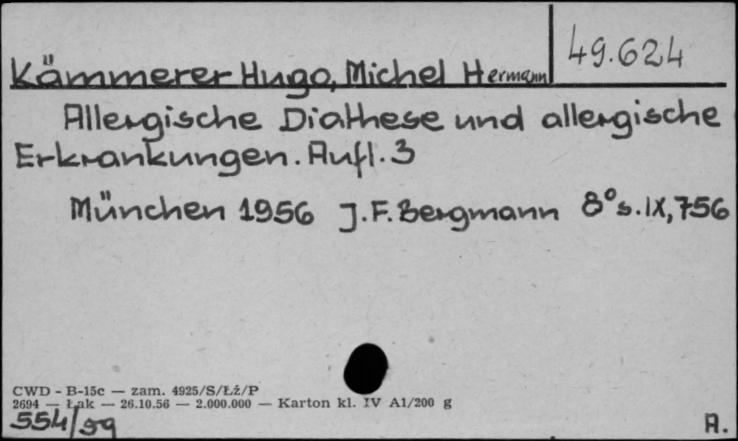 49.624
Kämmerer Hugo, Michel Hermann
Allergische Diathese und allergische
Erkrankungen. Aufl. 3
München 1956 J.F. Bergmann 8° s. IX, 756
CWD - B-15c — zam. 4925/S/Łż/P
2694 — Łąk — 26.10.56 — 2.000.000 — Karton kl. IV A1/200 g
554/59
A.